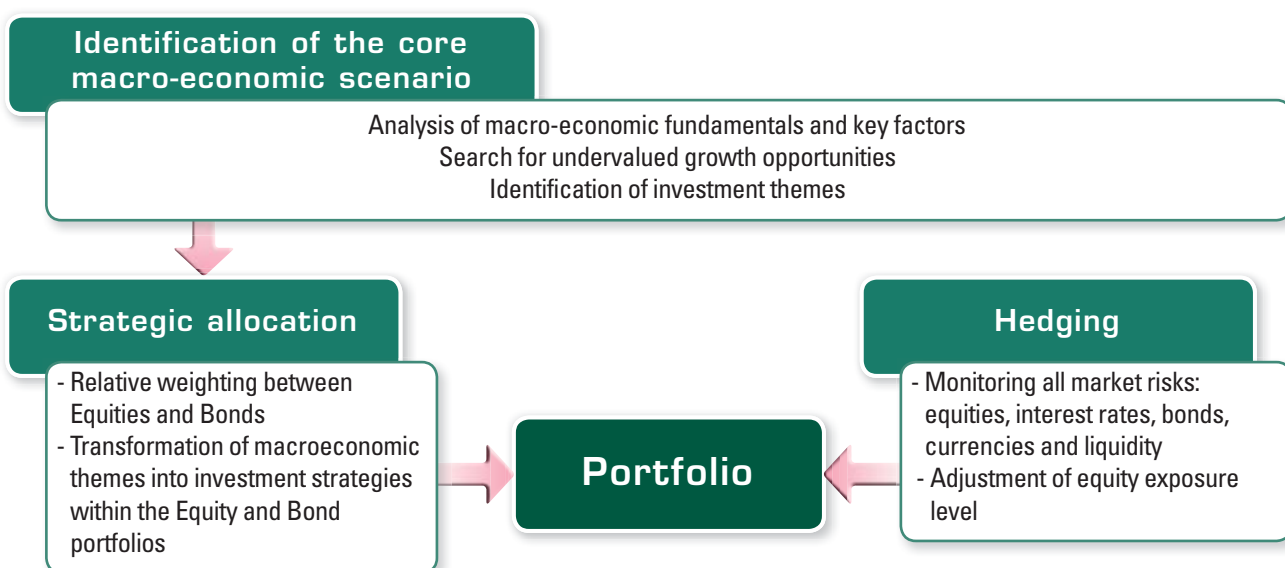 Identification of the core
macro-economic scenario
Analysis of macro-economic fundamentals and key factors
Search for undervalued growth opportunities
Identification of investment themes
Strategic allocation
- Relative weighting between
Equities and Bonds
- Transformation of macroeconomic
themes into investment strategies
within the Equity and Bond
portfolios
Portfolio
Hedging
- Monitoring all market risks:
equities, interest rates, bonds,
currencies and liquidity
- Adjustment of equity exposure
level